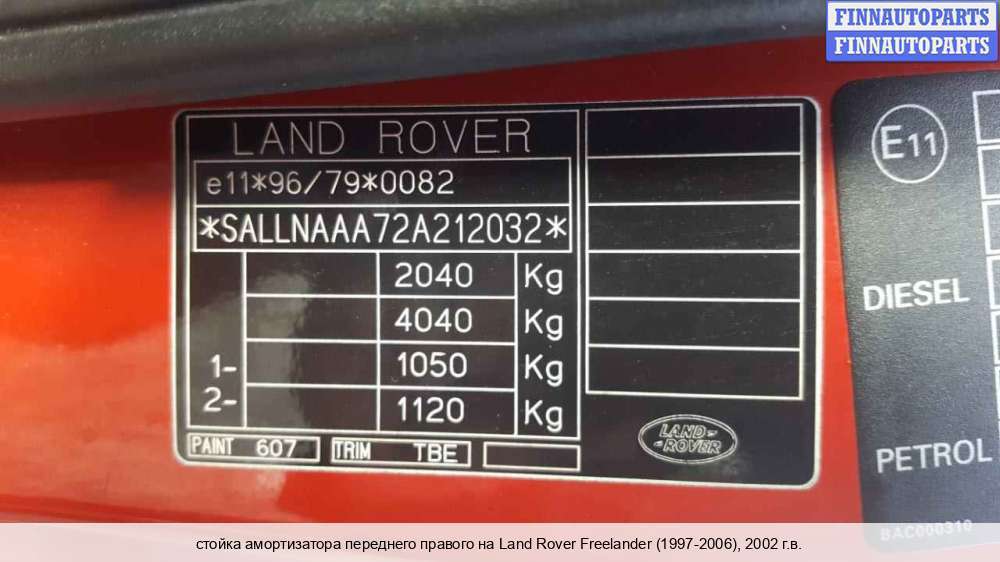 FINNAUTOPARTS
FINNAUTOPARTS
LAND ROVER
e11*96/79*0082
*SALLNAAA72A212032*
2040 Kg
4040 Kg
1- 1050 Kg
2- 1120 Kg
PAINT 607 TRIM TBE
LAND-
-ROVER
E11
DIESEL
PETROL
BAC000310
стойка амортизатора переднего правого на Land Rover Freelander (1997-2006), 2002 г.в.